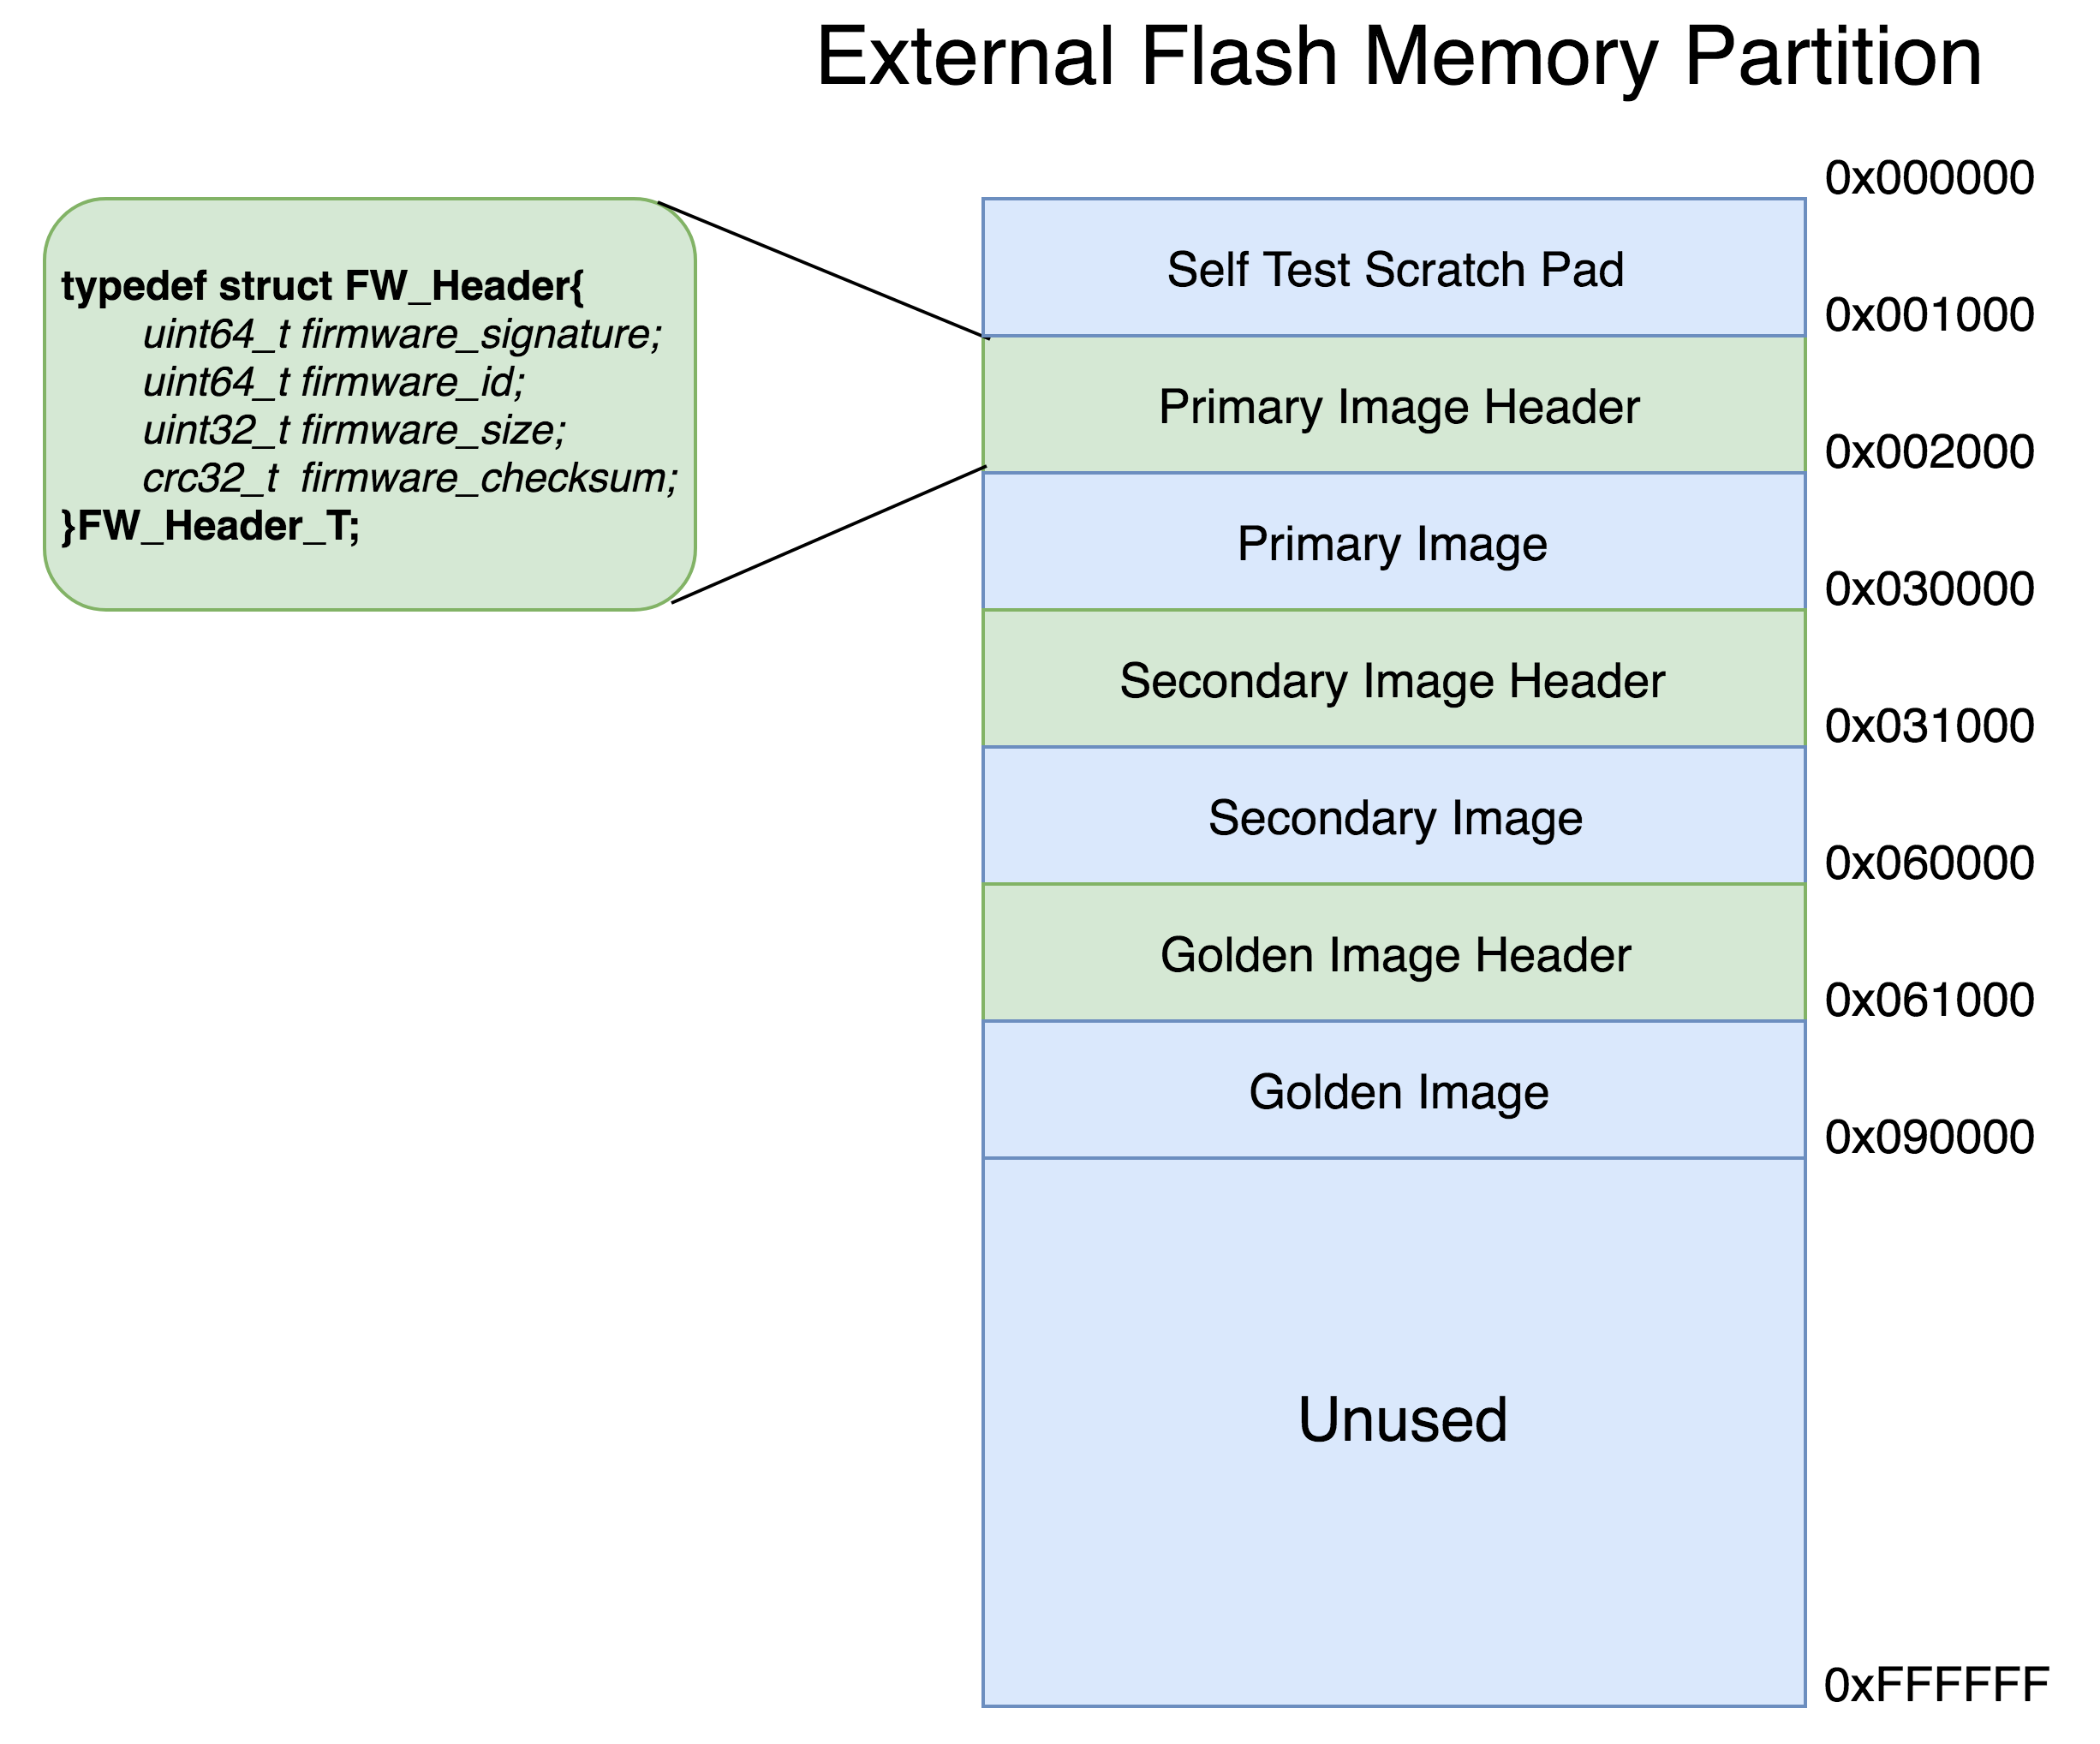 External Flash Memory Partition
typedef struct FW_Header{
uint64_t firmware_signature;
uint64_t firmware_id;
uint32_t firmware_size;
crc32_t firmware_checksum;
}FW_Header_T;
0x000000
Self Test Scratch Pad
0x001000
Primary Image Header
0x002000
Primary Image
0x030000
Secondary Image Header
0x031000
Secondary Image
0x060000
Golden Image Header
0x061000
Golden Image
0x090000
Unused
0xFFFFFF